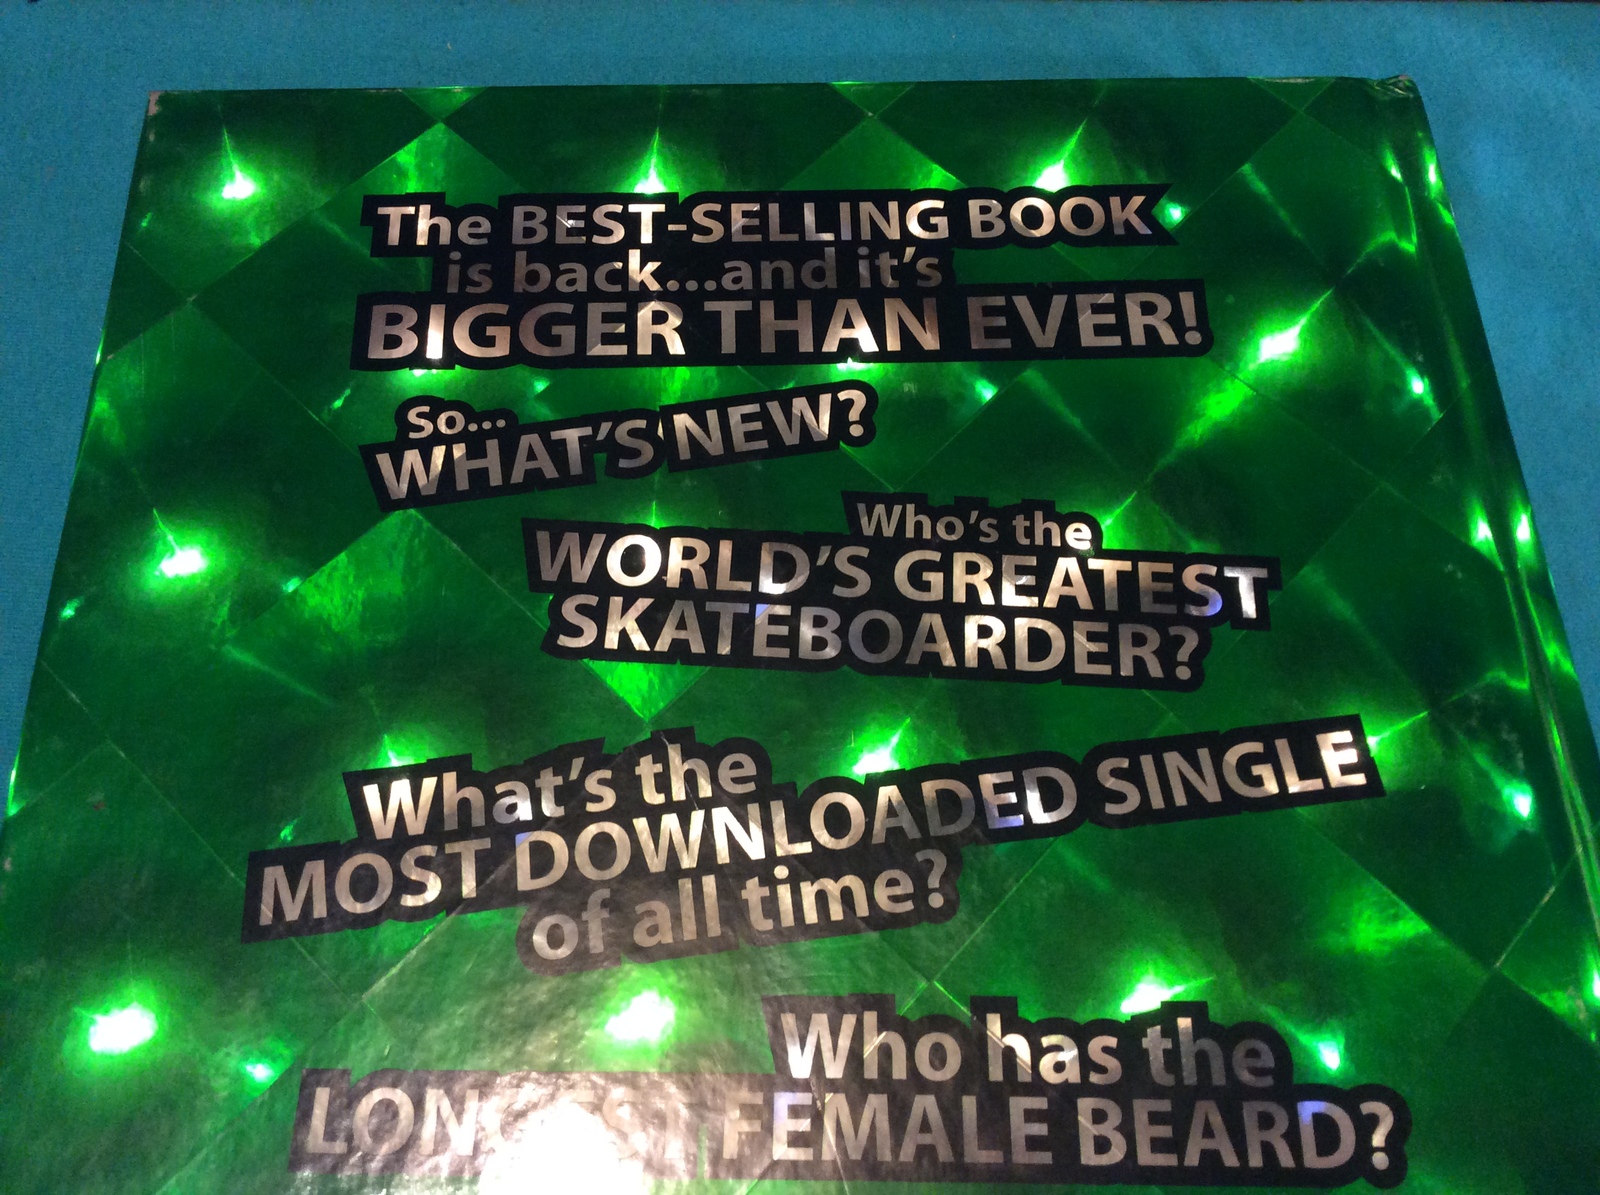 The BEST-SELLING BOOK
is back...and it's
BIGGER THAN EVER!
So...
WHAT'S NEW?
Who's the
WORLD'S GREATEST
SKATEBOARDER?
What's the
MOST DOWNLOADED SINGLE
of all time?
Who has the
LONGEST FEMALE BEARD?